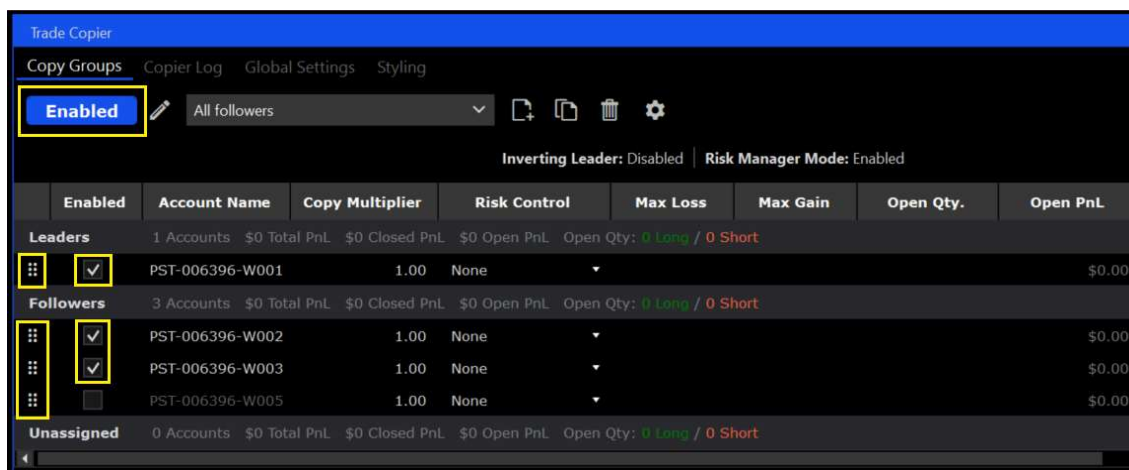 Trade Copier
Copy Groups Copier Log Global Settings Styling
Enabled All followers
Inverting Leader: Disabled Risk Manager Mode: Enabled
Enabled Account Name Copy Multiplier Risk Control Max Loss Max Gain Open Qty. Open PnL
Leaders 1 Accounts $0 Total PnL $0 Closed PnL $0 Open PnL Open Qty: 0 Long / 0 Short
PST-006396-W001 1.00 None $0.00
Followers 3 Accounts $0 Total PnL $0 Closed PnL $0 Open PnL Open Qty: 0 Long / 0 Short
PST-006396-W002 1.00 None $0.00
PST-006396-W003 1.00 None $0.00
PST-006396-W005 1.00 None $0.00
Unassigned 0 Accounts $0 Total PnL $0 Closed PnL $0 Open PnL Open Qty: 0 Long / 0 Short